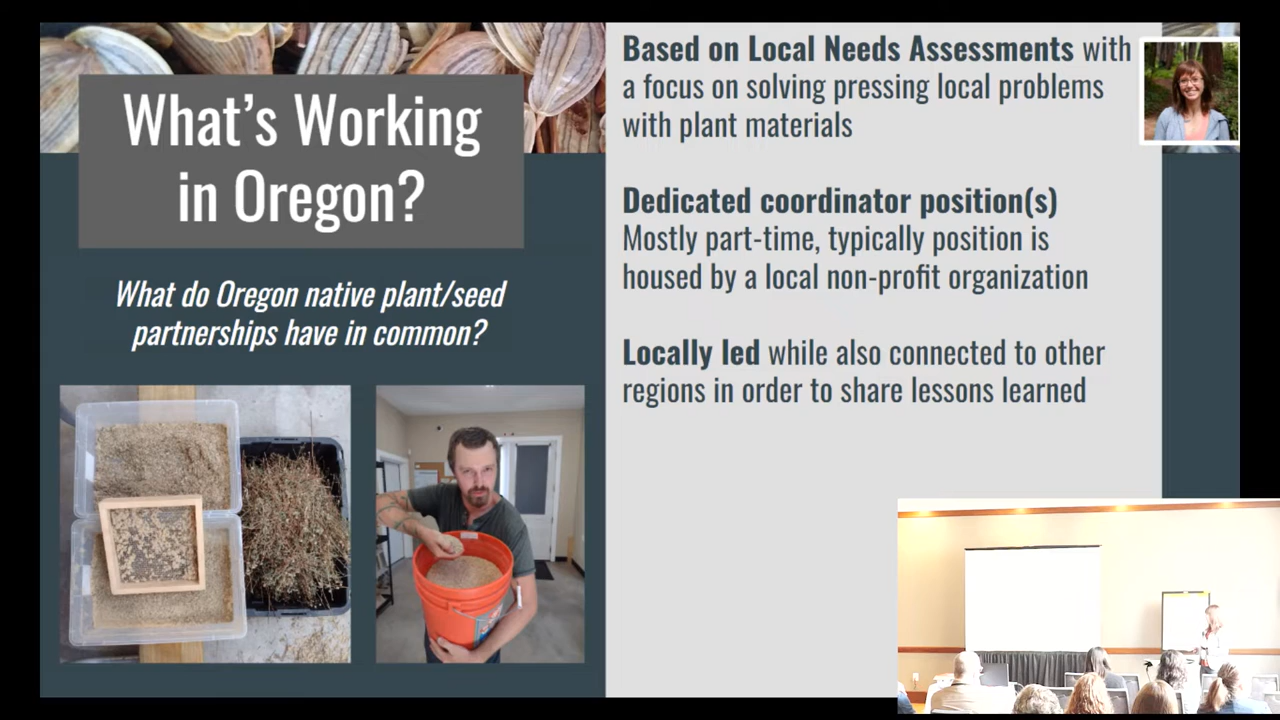 What's Working
in Oregon?
What do Oregon native plant/seed
partnerships have in common?
Based on Local Needs Assessments with
a focus on solving pressing local problems
with plant materials
Dedicated coordinator position(s)
Mostly part-time, typically position is
housed by a local non-profit organization
Locally led while also connected to other
regions in order to share lessons learned